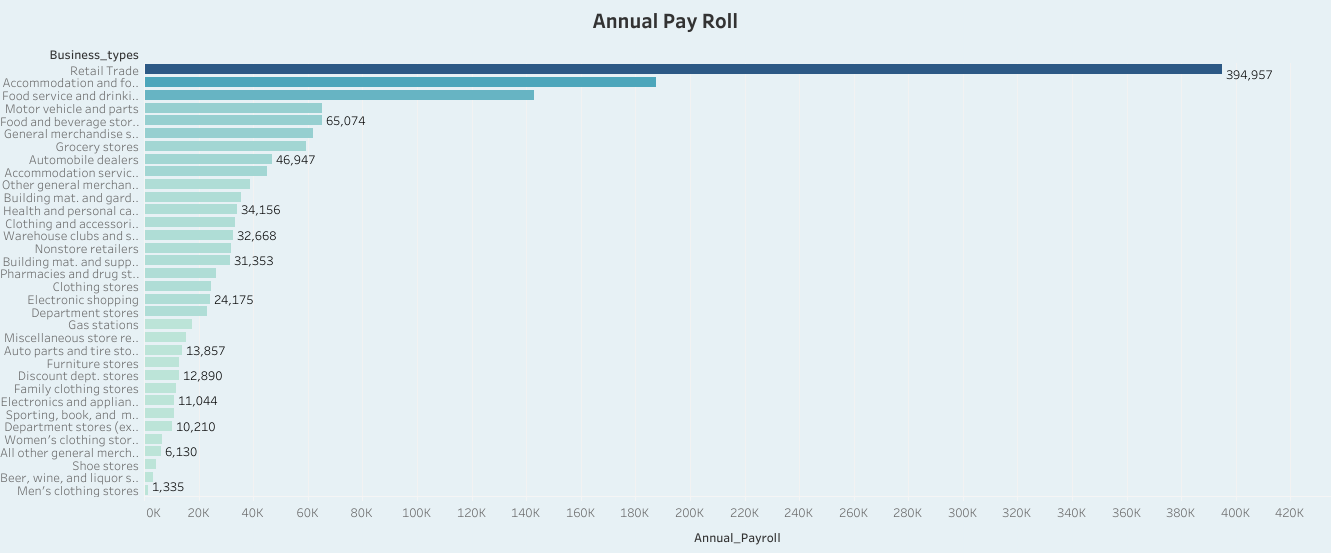 Annual Pay Roll
Business_types
Retail Trade 394,957
Accommodation and fo..
Food service and drinki..
Motor vehicle and parts
Food and beverage stor.. 65,074
General merchandise s..
Grocery stores
Automobile dealers 46,947
Accommodation servic..
Other general merchan..
Building mat. and gard..
Health and personal ca.. 34,156
Clothing and accessori..
Warehouse clubs and s.. 32,668
Nonstore retailers
Building mat. and supp.. 31,353
Pharmacies and drug st..
Clothing stores
Electronic shopping 24,175
Department stores
Gas stations
Miscellaneous store re..
Auto parts and tire sto.. 13,857
Furniture stores
Discount dept. stores 12,890
Family clothing stores
Electronics and applian.. 11,044
Sporting, book, and m..
Department stores (ex.. 10,210
Women's clothing stor..
All other general merch.. 6,130
Shoe stores
Beer, wine, and liquor s..
Men's clothing stores 1,335
0K 20K 40K 60K 80K 100K 120K 140K 160K 180K 200K 220K 240K 260K 280K 300K 320K 340K 360K 380K 400K 420K
Annual_Payroll